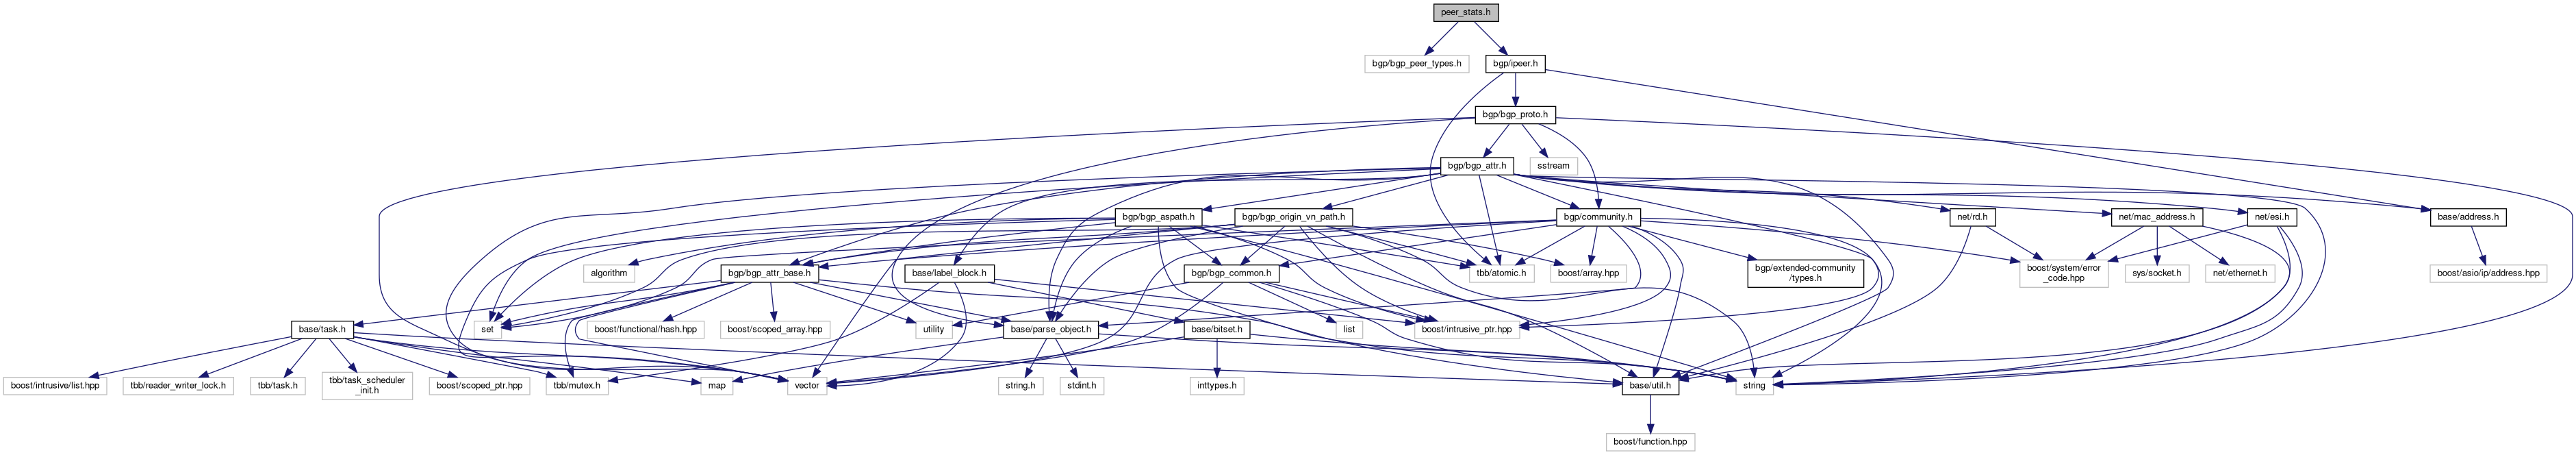 peer_stats.h
bgp/bgp_peer_types.h
bgp/ipeer.h
bgp/bgp_proto.h
bgp/bgp_attr.h
sstream
bgp/bgp_aspath.h
bgp/bgp_origin_vn_path.h
bgp/community.h
net/rd.h
net/mac_address.h
net/esi.h
base/address.h
algorithm
bgp/bgp_attr_base.h
base/label_block.h
bgp/bgp_common.h
tbb/atomic.h
boost/array.hpp
bgp/extended-community
/types.h
boost/system/error
_code.hpp
sys/socket.h
net/ethernet.h
boost/asio/ip/address.hpp
base/task.h
set
boost/functional/hash.hpp
boost/scoped_array.hpp
utility
base/parse_object.h
base/bitset.h
list
boost/intrusive_ptr.hpp
boost/intrusive/list.hpp
tbb/reader_writer_lock.h
tbb/task.h
tbb/task_scheduler
_init.h
boost/scoped_ptr.hpp
tbb/mutex.h
map
vector
string.h
stdint.h
inttypes.h
base/util.h
string
boost/function.hpp